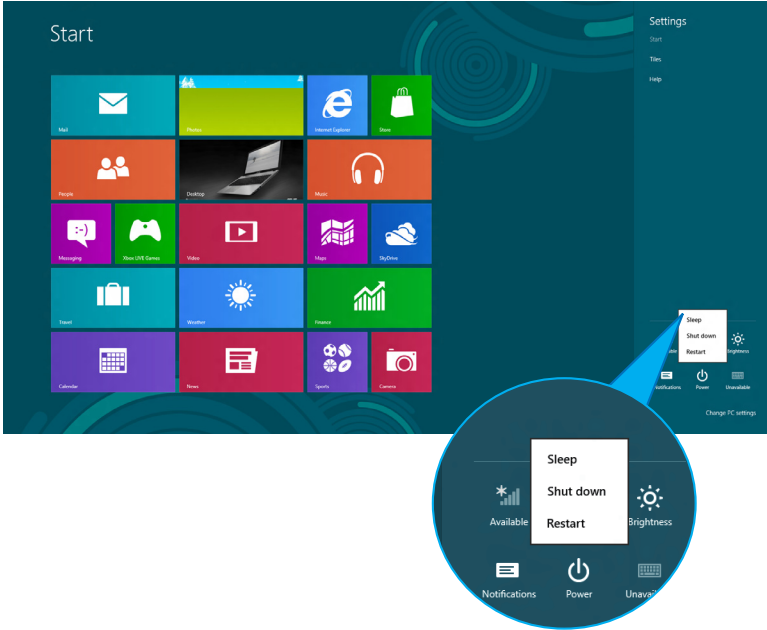 Start
Settings
Start
Tiles
Help
Mail
Photos
Internet Explorer
Store
People
Desktop
Music
Messaging
Xbox LIVE Games
Video
Maps
SkyDrive
Travel
Weather
Finance
Calendar
News
Sports
Camera
Sleep
Shut down
Restart
Brightness
Notifications
Power
Unavailable
Change PC settings
Sleep
Shut down
Restart
Available
Brightness
Notifications
Power